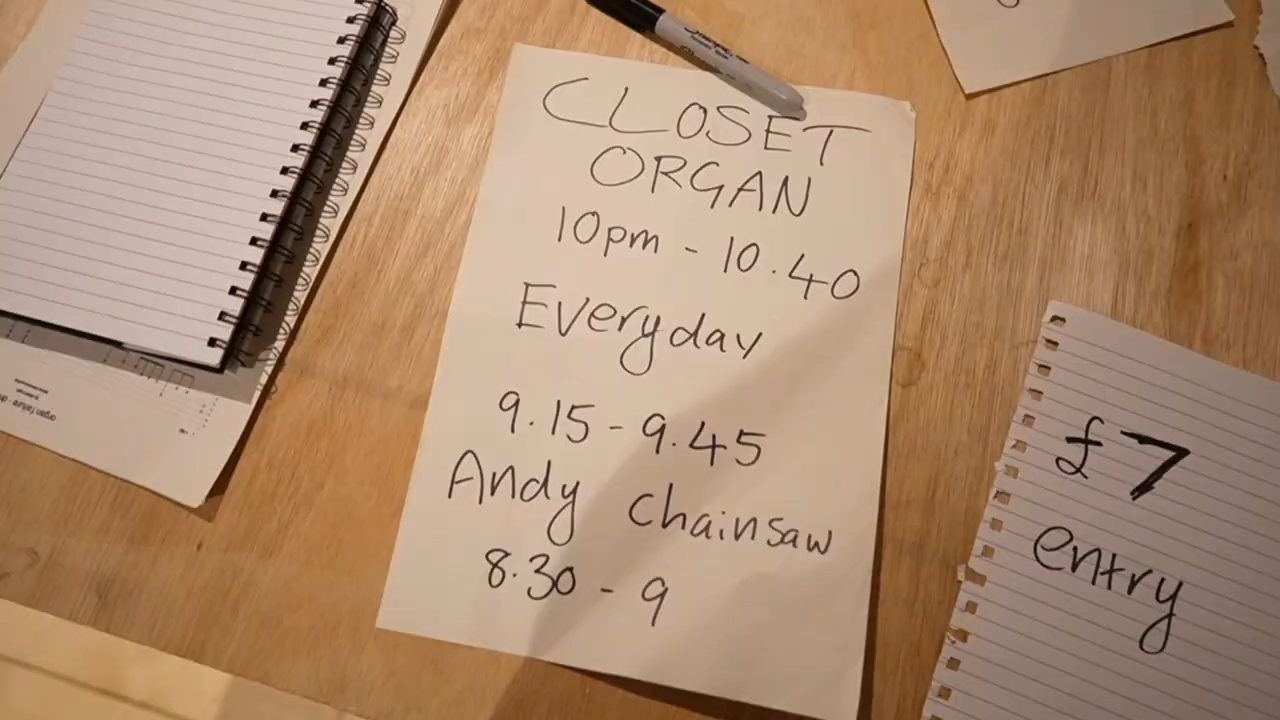 CLOSET
ORGAN
10pm - 10.40
Everyday
9.15 - 9.45
Andy Chainsaw
8.30 - 9
£7
entry